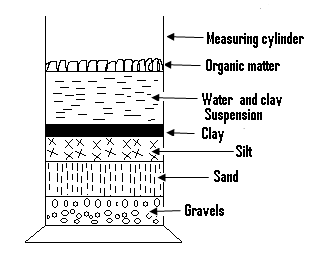 Measuring cylinder
Organic matter
Water and clay
Suspension
Clay
Silt
Sand
Gravels